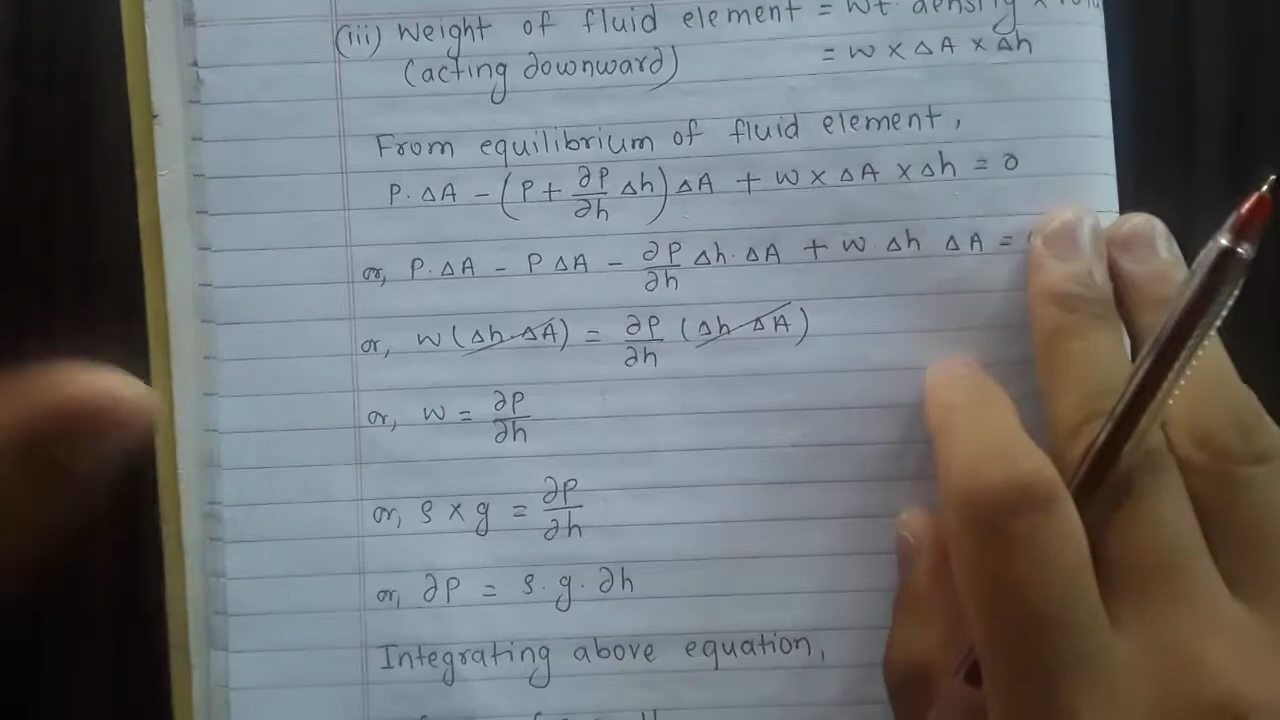 (iii) Weight of fluid element = Wt. density ×
(acting downward) = w × ΔA × Δh
From equilibrium of fluid element,
P. ΔA - (P + ∂P/∂h Δh) ΔA + w × ΔA × Δh = 0
or, P. ΔA - P ΔA - ∂P/∂h Δh. ΔA + w. Δh ΔA =
or, w (Δh ΔA) = ∂P/∂h (Δh ΔA)
or, w = ∂P/∂h
or, ρ × g = ∂P/∂h
or, ∂P = ρ. g. ∂h
Integrating above equation,